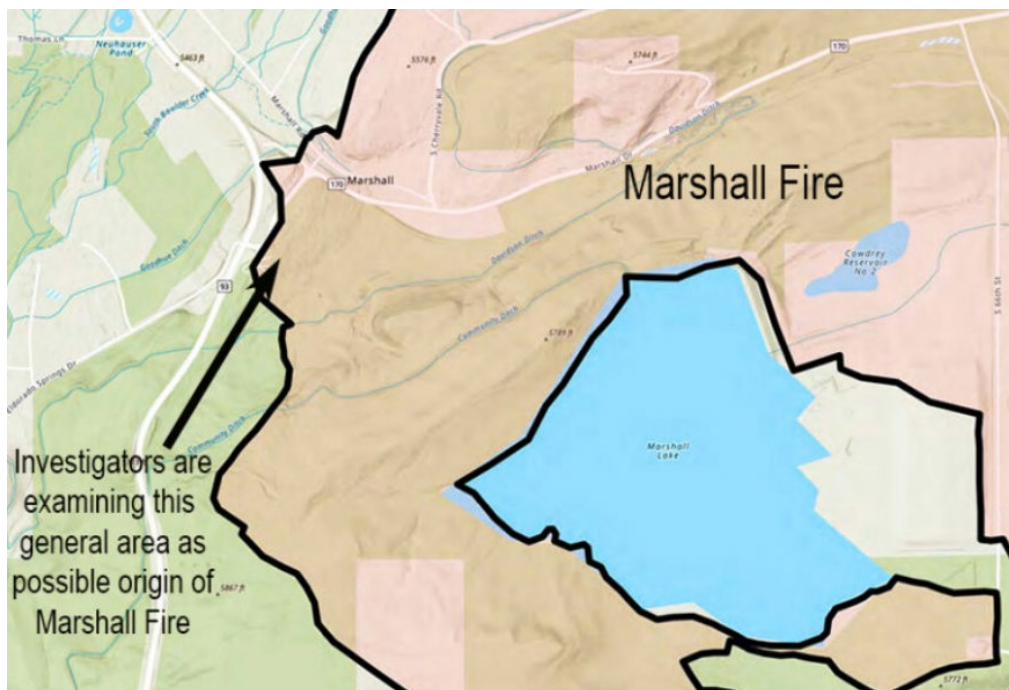 Thomas Ln
Neuhauser
Pond
5463 ft
South Boulder Creek
Marshall Rd
5576 ft
S Cherryvale Rd
5744 ft
170
Davidson Ditch
Marshall Dr
170
Marshall
Marshall Fire
Goodhue Ditch
Davidson Ditch
Cowdrey
Reservoir
No 2
S 66th St
93
Community Ditch
5789 ft
Eldorado Springs Dr
Community Ditch
Marshall
Lake
Investigators are
examining this
general area as
possible origin of
Marshall Fire
5867 ft
5772 ft